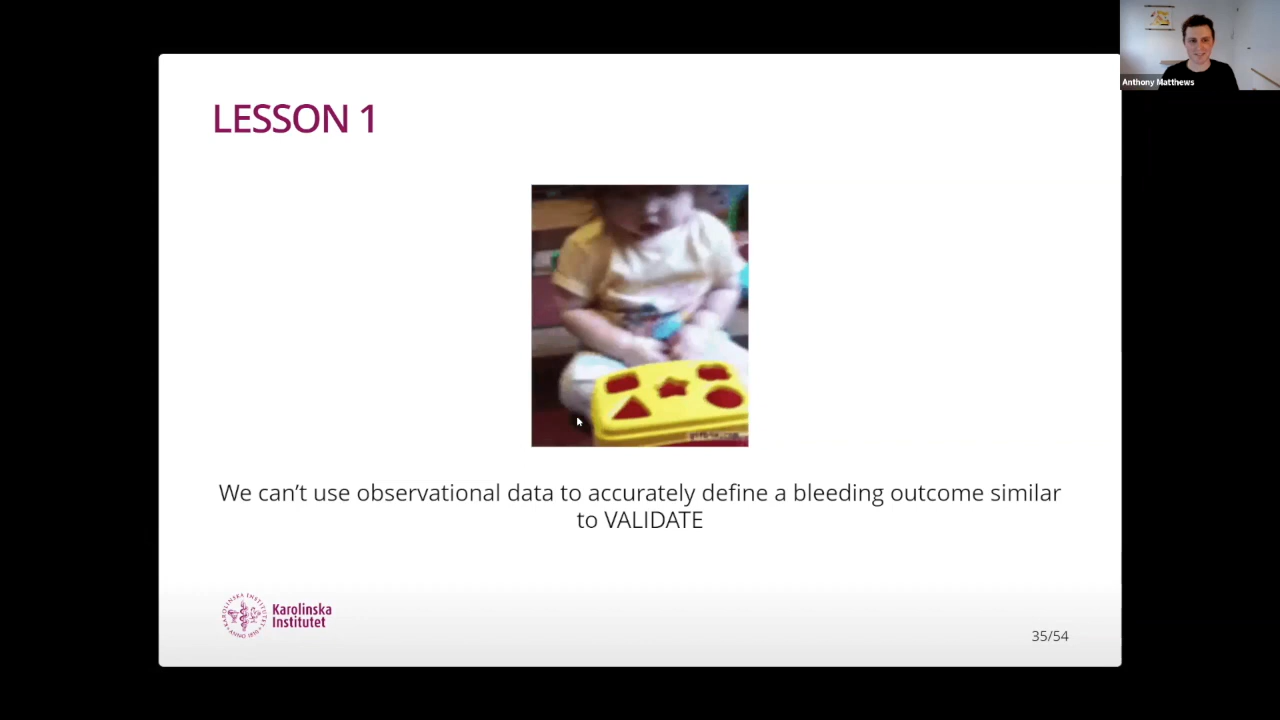 Anthony Matthews
LESSON 1
We can’t use observational data to accurately define a bleeding outcome similar
to VALIDATE
Karolinska
Institutet
35/54